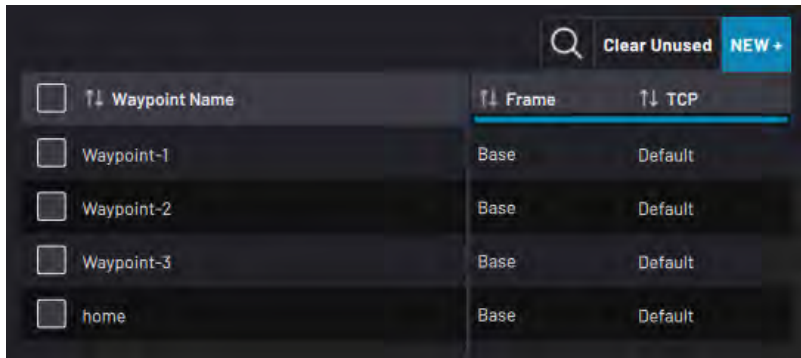 Clear Unused NEW +
Waypoint Name Frame TCP
Waypoint-1 Base Default
Waypoint-2 Base Default
Waypoint-3 Base Default
home Base Default